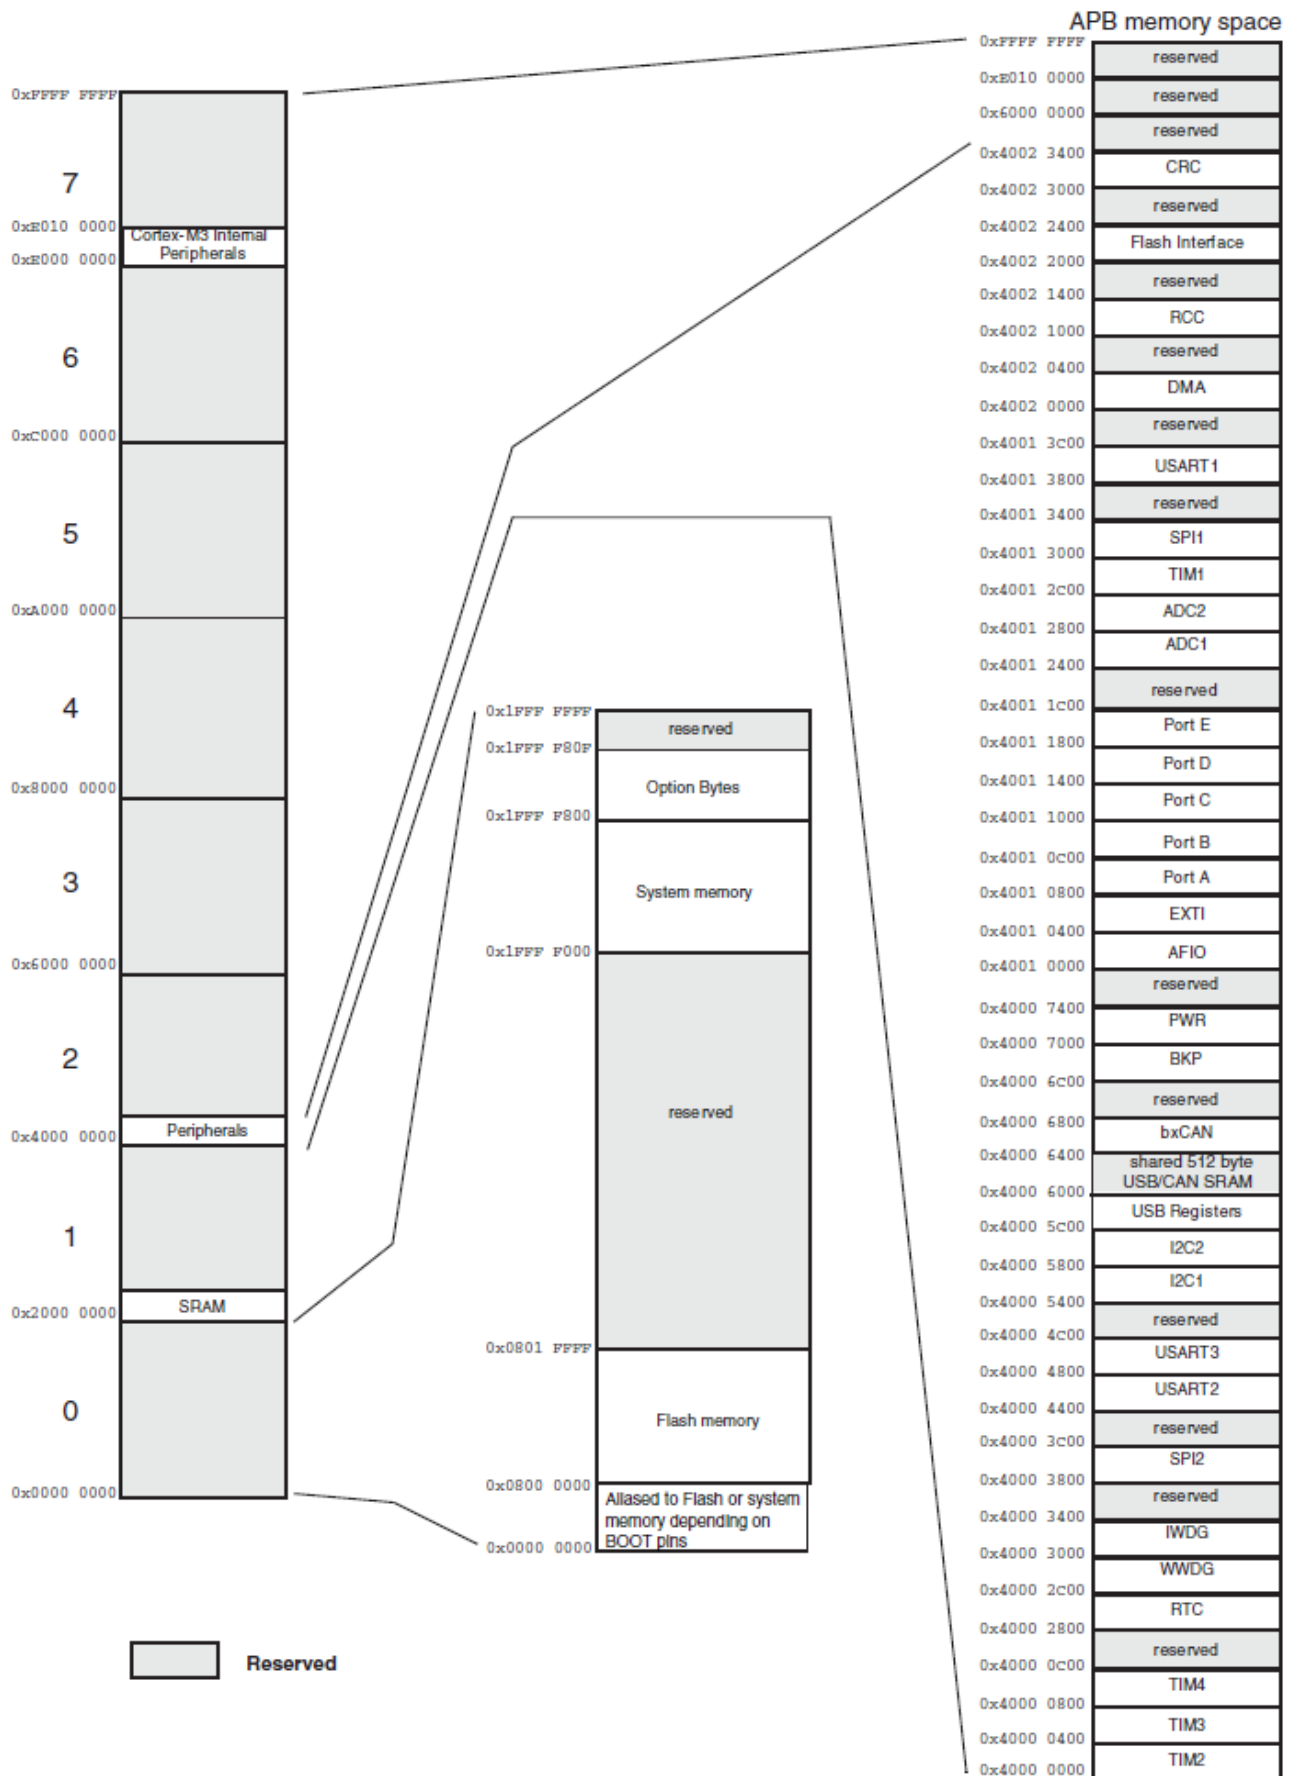 0xFFFF FFFF
7
0xE010 0000
Cortex-M3 Internal
Peripherals
0xE000 0000
6
0xC000 0000
5
0xA000 0000
4
0x8000 0000
3
0x6000 0000
2
Peripherals
0x4000 0000
1
SRAM
0x2000 0000
0
0x0000 0000
Reserved
0x1FFF FFFF
reserved
0x1FFF F80F
Option Bytes
0x1FFF F800
System memory
0x1FFF F000
reserved
0x0801 FFFF
Flash memory
0x0800 0000
Aliased to Flash or system
memory depending on
BOOT pins
0x0000 0000
APB memory space
0xFFFF FFFF
reserved
0xE010 0000
reserved
0x6000 0000
reserved
0x4002 3400
CRC
0x4002 3000
reserved
0x4002 2400
Flash Interface
0x4002 2000
reserved
0x4002 1400
RCC
0x4002 1000
reserved
0x4002 0400
DMA
0x4002 0000
reserved
0x4001 3C00
USART1
0x4001 3800
reserved
0x4001 3400
SPI1
0x4001 3000
TIM1
0x4001 2C00
ADC2
0x4001 2800
ADC1
0x4001 2400
reserved
0x4001 1C00
Port E
0x4001 1800
Port D
0x4001 1400
Port C
0x4001 1000
Port B
0x4001 0C00
Port A
0x4001 0800
EXTI
0x4001 0400
AFIO
0x4001 0000
reserved
0x4000 7400
PWR
0x4000 7000
BKP
0x4000 6C00
reserved
0x4000 6800
bxCAN
0x4000 6400
shared 512 byte
USB/CAN SRAM
0x4000 6000
USB Registers
0x4000 5C00
I2C2
0x4000 5800
I2C1
0x4000 5400
reserved
0x4000 4C00
USART3
0x4000 4800
USART2
0x4000 4400
reserved
0x4000 3C00
SPI2
0x4000 3800
reserved
0x4000 3400
IWDG
0x4000 3000
WWDG
0x4000 2C00
RTC
0x4000 2800
reserved
0x4000 0C00
TIM4
0x4000 0800
TIM3
0x4000 0400
TIM2
0x4000 0000